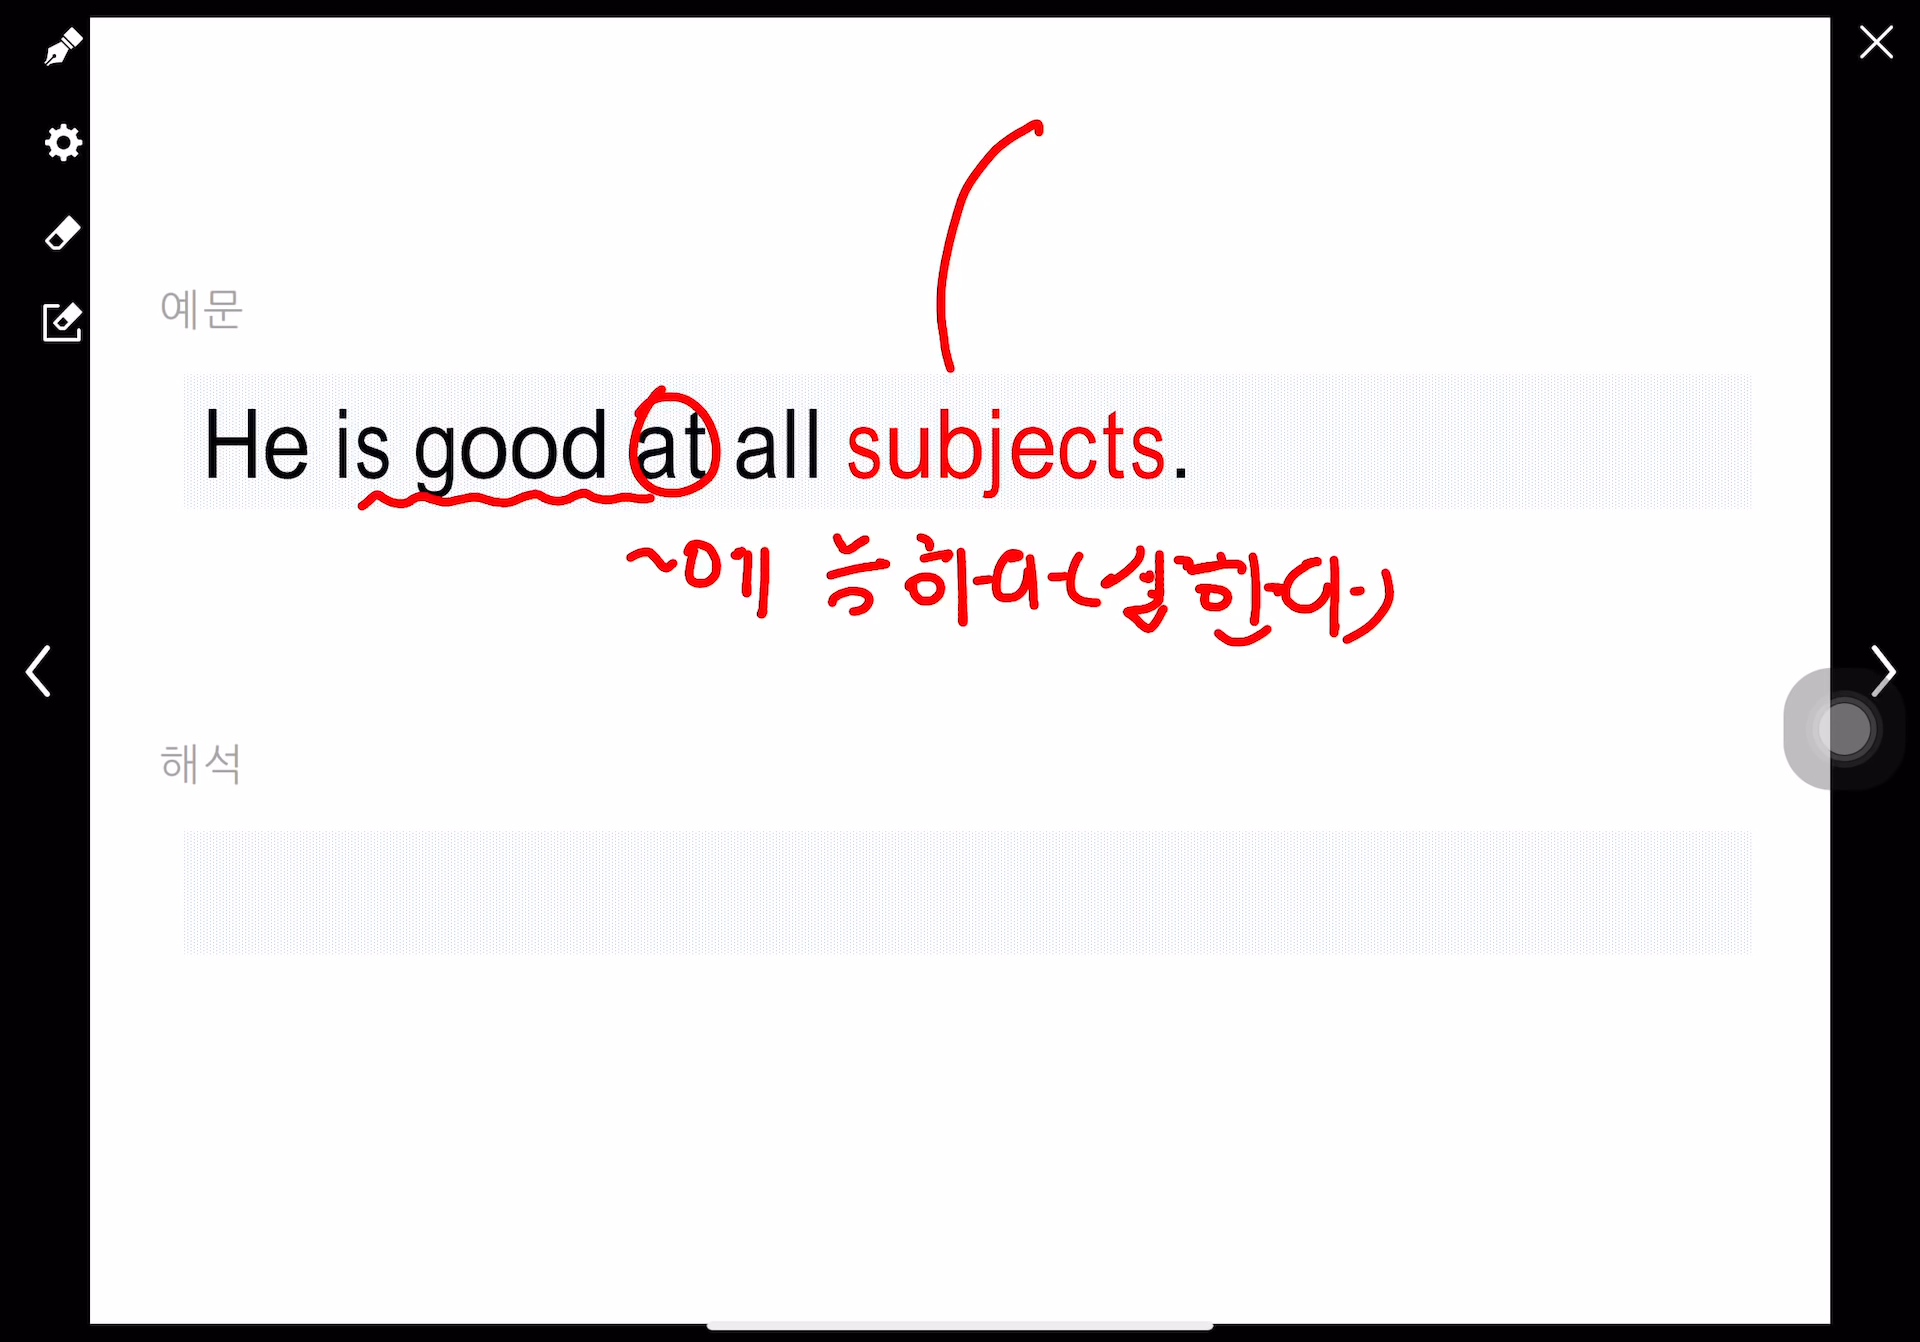 예문
He is good at all subjects.
~에 능하다(잘한다)
해석